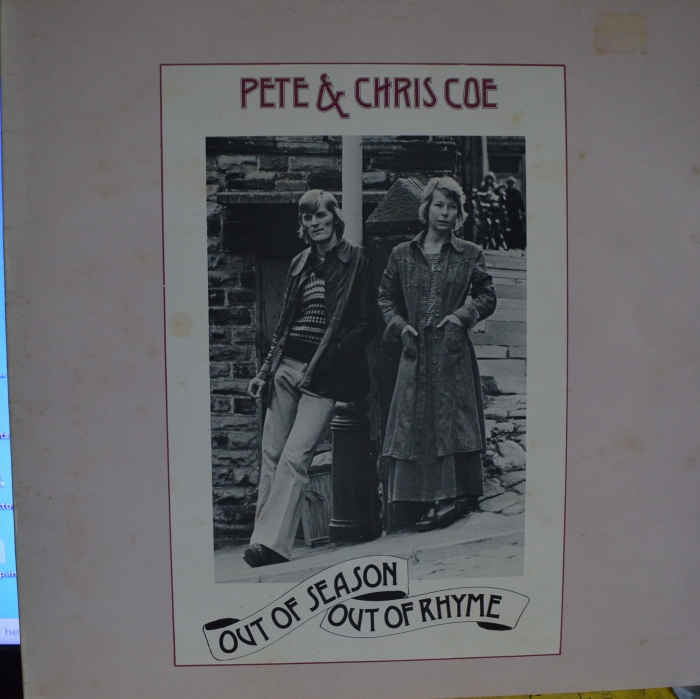 PETE & CHRIS COE
OUT OF SEASON
OUT OF RHYME